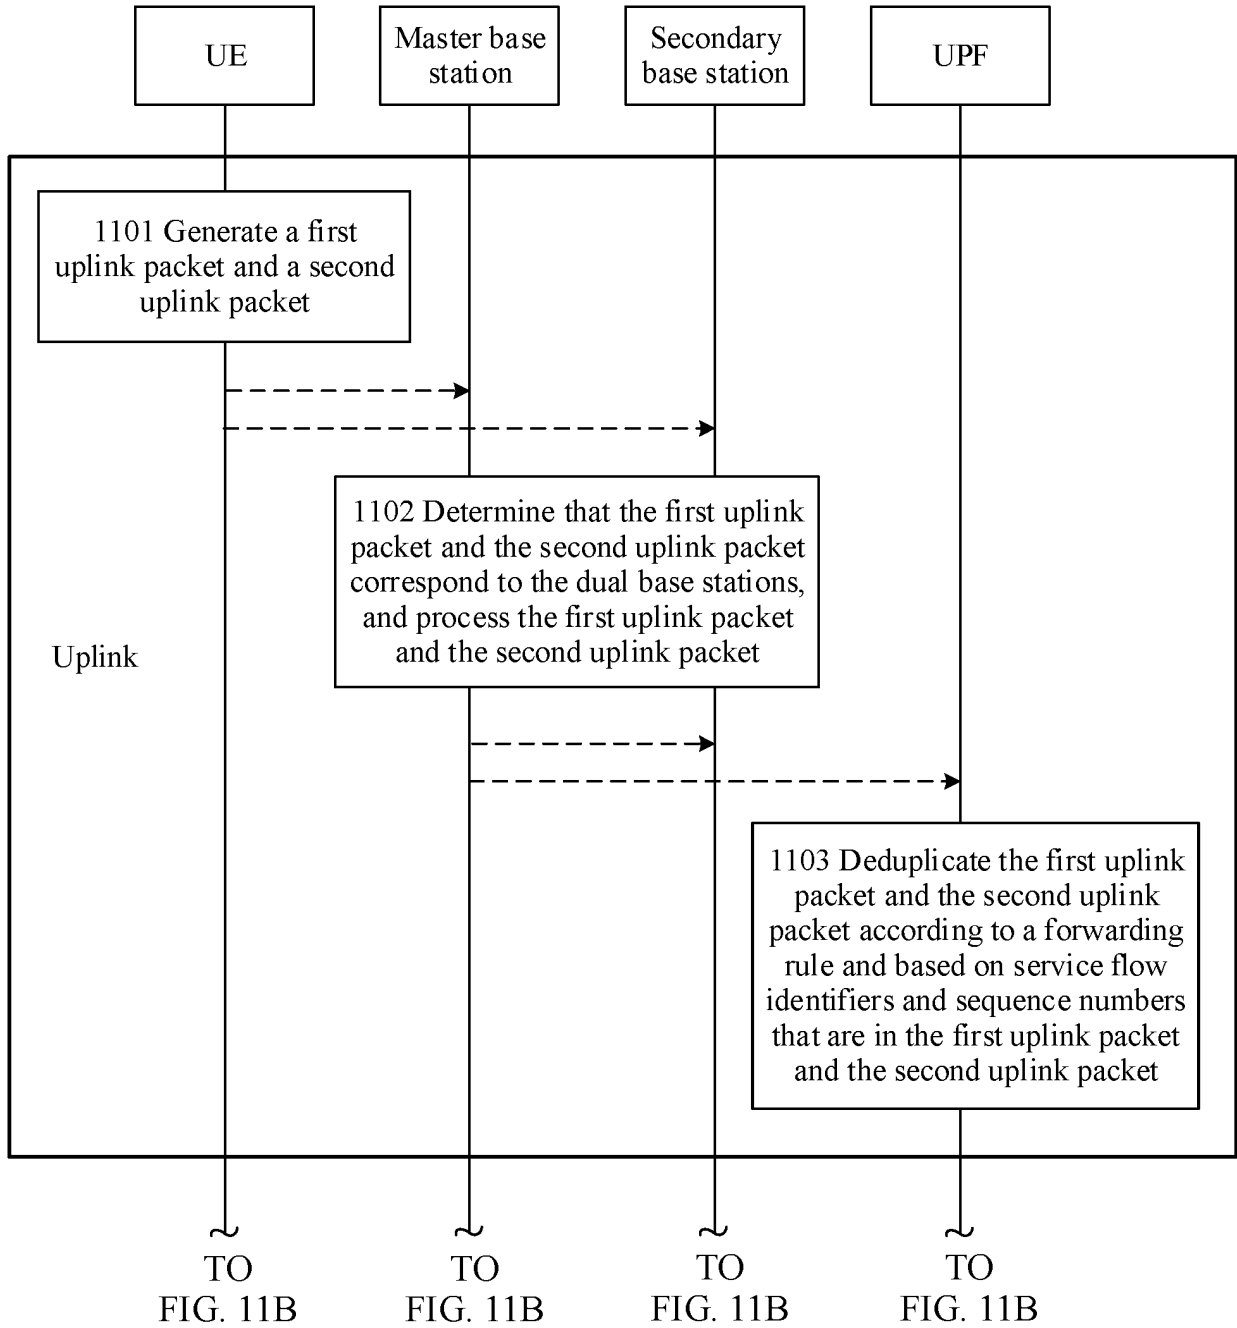 UE
Master base
station
Secondary
base station
UPF
1101 Generate a first
uplink packet and a second
uplink packet
1102 Determine that the first uplink
packet and the second uplink packet
correspond to the dual base stations,
and process the first uplink packet
and the second uplink packet
Uplink
1103 Deduplicate the first uplink
packet and the second uplink
packet according to a forwarding
rule and based on service flow
identifiers and sequence numbers
that are in the first uplink packet
and the second uplink packet
TO
FIG. 11B
TO
FIG. 11B
TO
FIG. 11B
TO
FIG. 11B